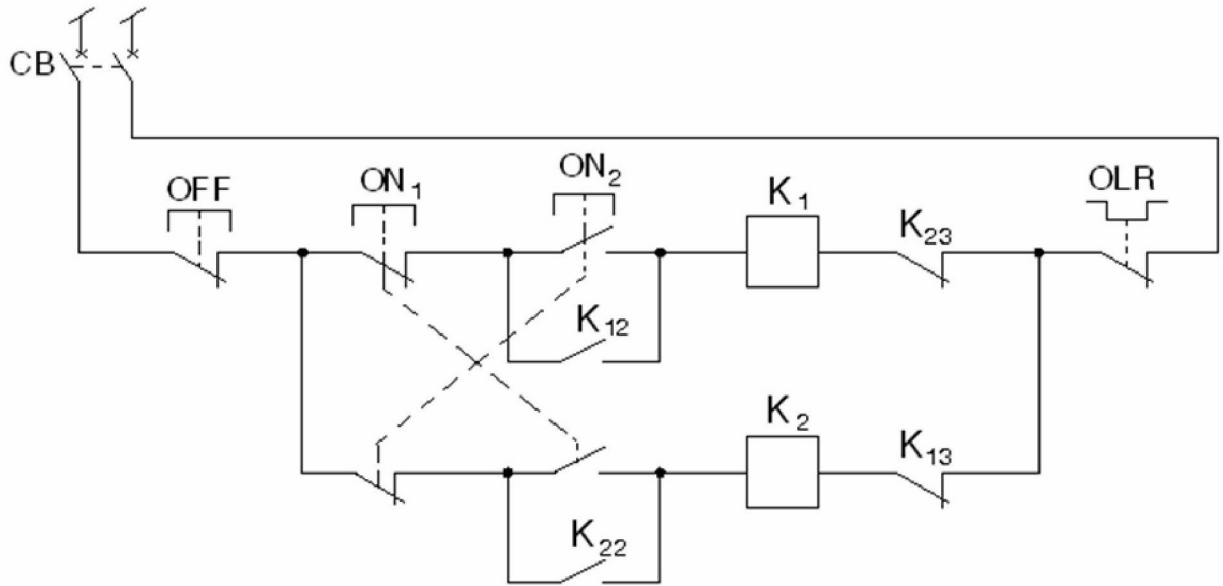 CB
OFF
ON₁
ON₂
K₁
K₂₃
OLR
K₁₂
K₂
K₁₃
K₂₂